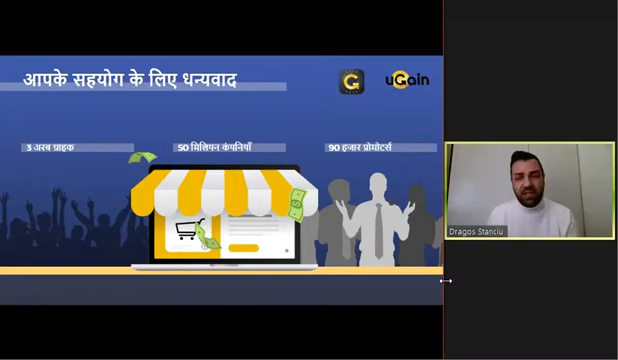 आपके सहयोग के लिए धन्यवाद
G
uGain
3 अरब ग्राहक
50 मिलियन कंपनियाँ
90 हजार प्रोमोटर्स
Dragos Stanciu